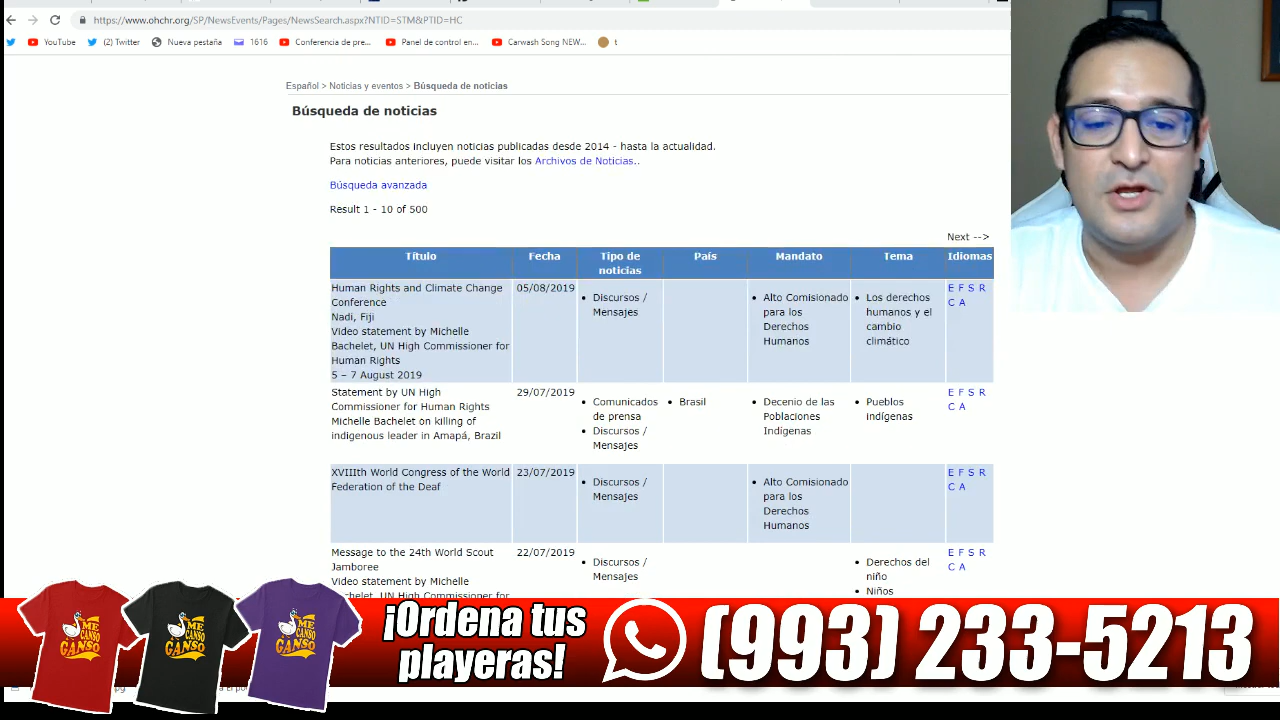 https://www.ohchr.org/SP/NewsEvents/Pages/NewsSearch.aspx?NTID=STM&PTID=HC
YouTube
(2) Twitter
Nueva pestaña
1616
Conferencia de pre...
Panel de control en...
Carwash Song NEW...
t
Español > Noticias y eventos > Búsqueda de noticias
Búsqueda de noticias
Estos resultados incluyen noticias publicadas desde 2014 - hasta la actualidad.
Para noticias anteriores, puede visitar los Archivos de Noticias..
Búsqueda avanzada
Result 1 - 10 of 500
Next -->
Título
Fecha
Tipo de
noticias
País
Mandato
Tema
Idiomas
Human Rights and Climate Change
Conference
Nadi, Fiji
Video statement by Michelle
Bachelet, UN High Commissioner for
Human Rights
5 – 7 August 2019
05/08/2019
• Discursos /
Mensajes
• Alto Comisionado
para los
Derechos
Humanos
• Los derechos
humanos y el
cambio
climático
E F S R
C A
Statement by UN High
Commissioner for Human Rights
Michelle Bachelet on killing of
indigenous leader in Amapá, Brazil
29/07/2019
• Comunicados
de prensa
• Discursos /
Mensajes
• Brasil
• Decenio de las
Poblaciones
Indígenas
• Pueblos
indígenas
E F S R
C A
XVIIIth World Congress of the World
Federation of the Deaf
23/07/2019
• Discursos /
Mensajes
• Alto Comisionado
para los
Derechos
Humanos
E F S R
C A
Message to the 24th World Scout
Jamboree
Video statement by Michelle
Bachelet, UN High Commissioner for
22/07/2019
• Discursos /
Mensajes
• Derechos del
niño
• Niños
E F S R
C A
ME
CANSO
GANSO
ME
CANSO
GANSO
ME
CANSO
GANSO
¡Ordena tus
playeras!
(993) 233-5213